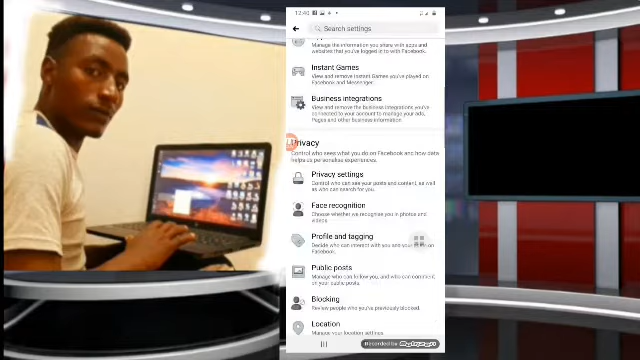 12:40
Search settings
Manage the information you share with apps and
websites that you've logged in to with Facebook.
Instant Games
View and remove Instant Games you've played on
Facebook and Messenger.
Business integrations
View and remove the business integrations you've
connected to your account to manage your ads,
Pages and other business information
Privacy
Control who sees what you do on Facebook and how data
helps us personalise experiences.
Privacy settings
Control who can see your posts and content, as well
as who can search for you.
Face recognition
Choose whether we recognise you in photos and
videos.
Profile and tagging
Decide who can interact with you and your on
Facebook.
Public posts
Manage who can follow you, and who can comment
on your public posts.
Blocking
Review people who you've previously blocked.
Location
Manage your location settings
Recorded by